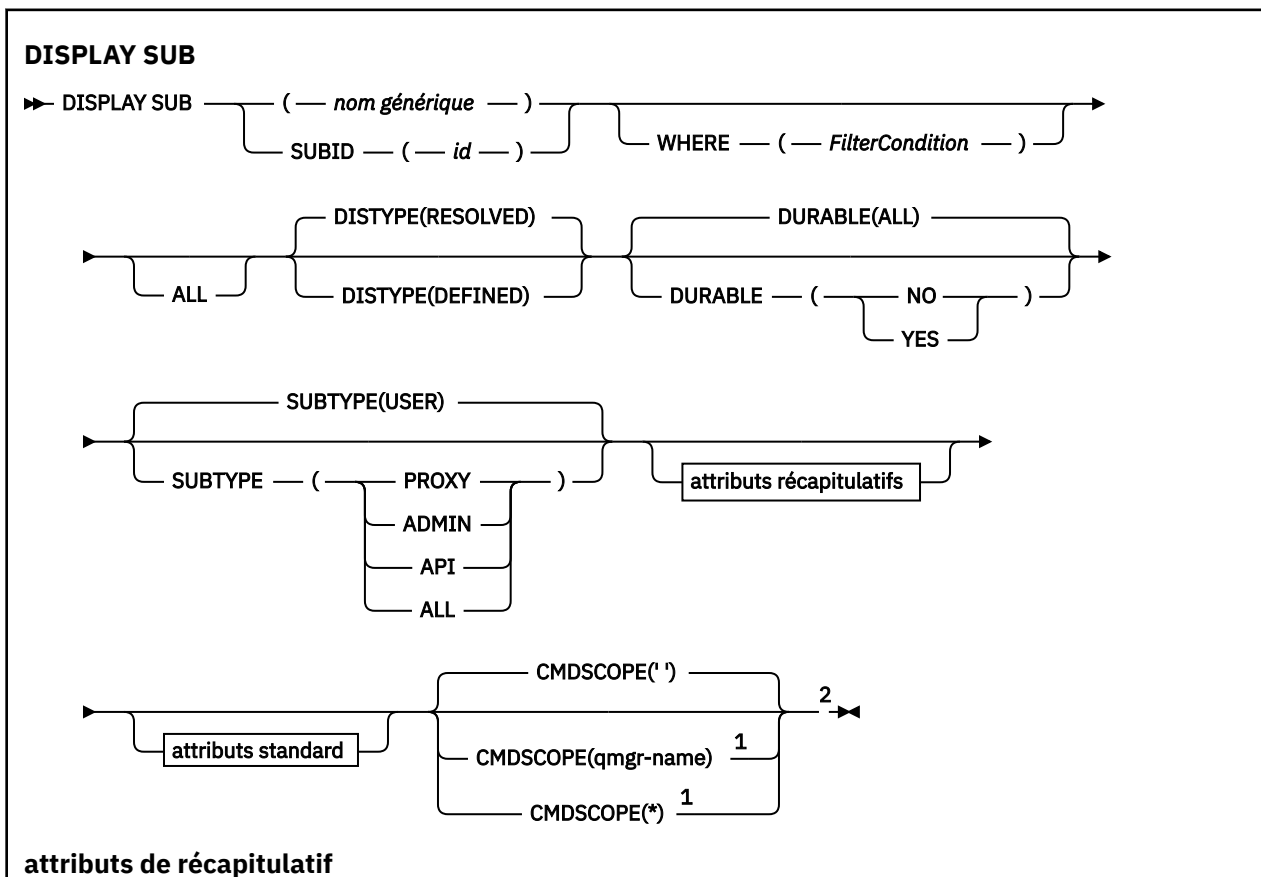 DISPLAY SUB
DISPLAY SUB ( nom générique )
SUBID ( id )
WHERE ( FilterCondition )
ALL
DISTYPE(RESOLVED)
DISTYPE(DEFINED)
DURABLE(ALL)
DURABLE ( NO )
YES
SUBTYPE(USER)
SUBTYPE ( PROXY )
ADMIN
API
ALL
attributs récapitulatifs
attributs standard
CMDSCOPE(' ')
CMDSCOPE(qmgr-name) 1
CMDSCOPE(*) 1
2
attributs de récapitulatif